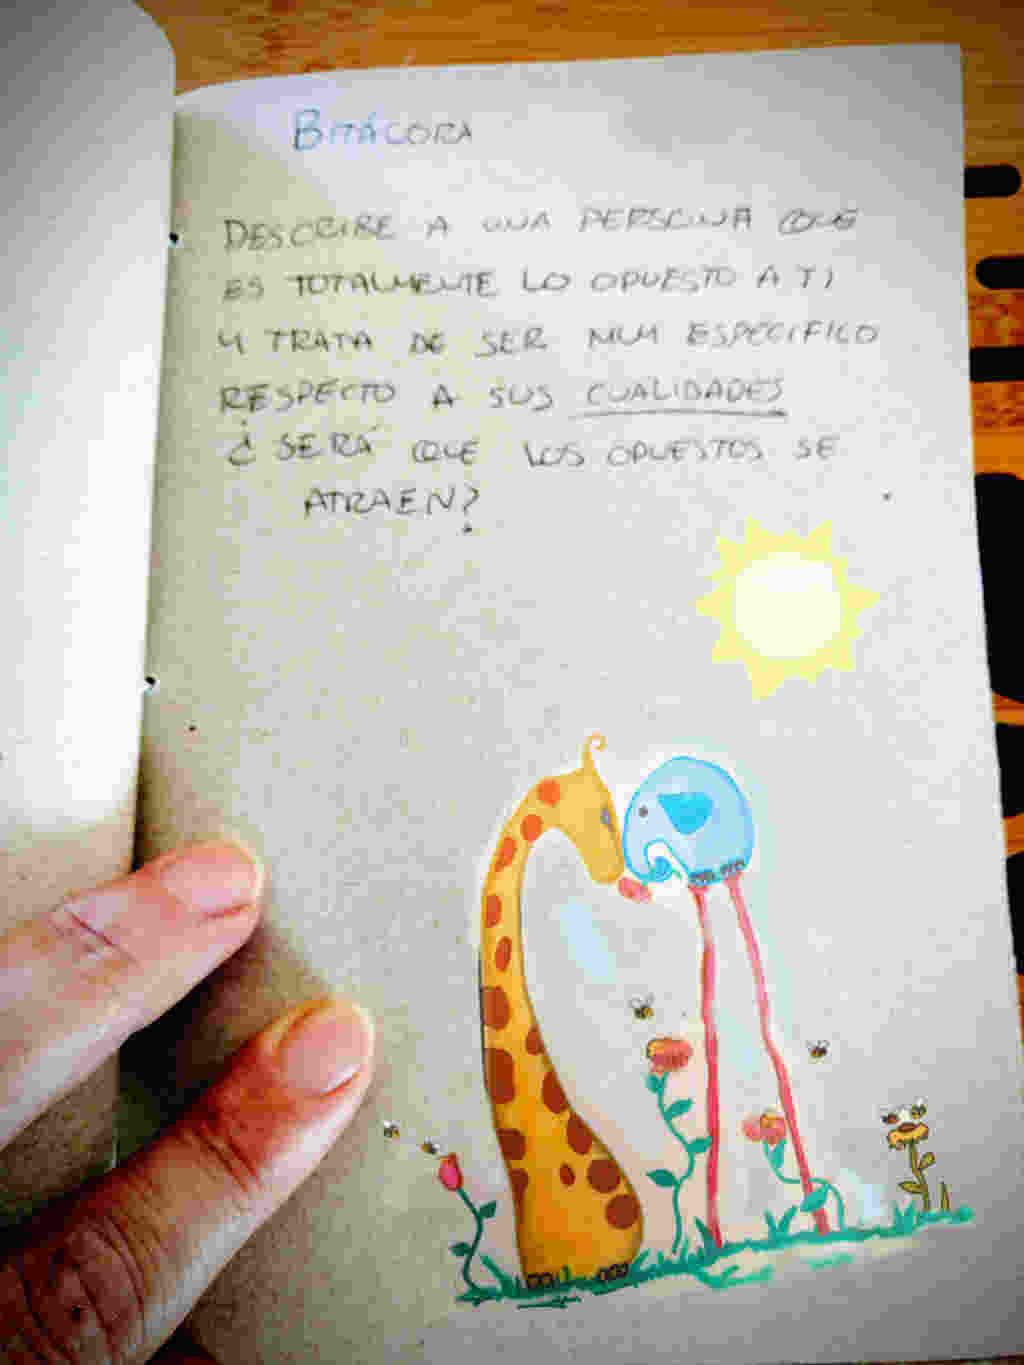 BITÁCORA
DESCRIBE A UNA PERSONA QUE
ES TOTALMENTE LO OPUESTO A TI
Y TRATA DE SER MUY ESPECIFICO
RESPECTO A SUS CUALIDADES
¿SERÁ QUE LOS OPUESTOS SE
ATRAEN?